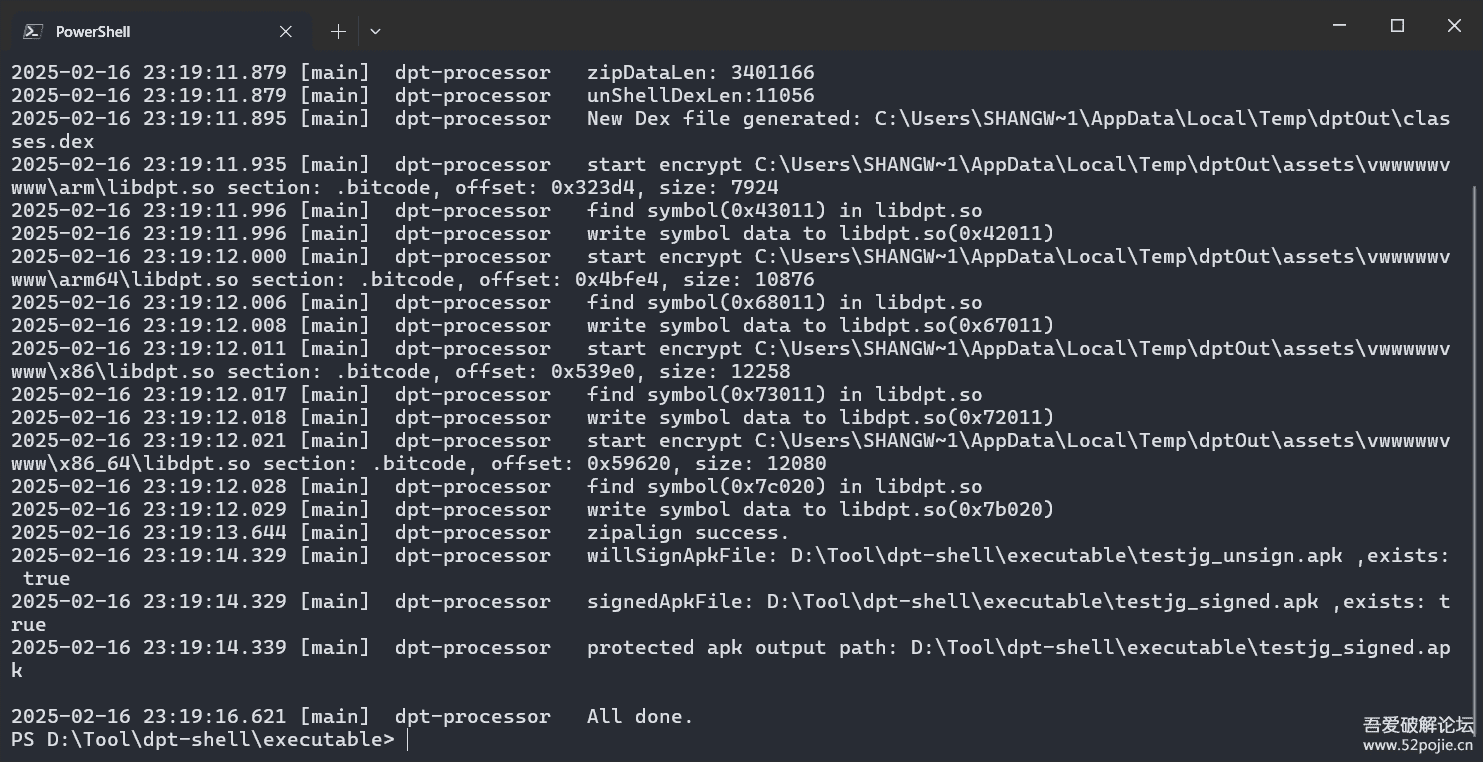 PowerShell
2025-02-16 23:19:11.879 [main]  dpt-processor   zipDataLen: 3401166
2025-02-16 23:19:11.879 [main]  dpt-processor   unShellDexLen:11056
2025-02-16 23:19:11.895 [main]  dpt-processor   New Dex file generated: C:\Users\SHANGW~1\AppData\Local\Temp\dptOut\clas
ses.dex
2025-02-16 23:19:11.935 [main]  dpt-processor   start encrypt C:\Users\SHANGW~1\AppData\Local\Temp\dptOut\assets\vwwwwwv
www\arm\libdpt.so section: .bitcode, offset: 0x323d4, size: 7924
2025-02-16 23:19:11.996 [main]  dpt-processor   find symbol(0x43011) in libdpt.so
2025-02-16 23:19:11.996 [main]  dpt-processor   write symbol data to libdpt.so(0x42011)
2025-02-16 23:19:12.000 [main]  dpt-processor   start encrypt C:\Users\SHANGW~1\AppData\Local\Temp\dptOut\assets\vwwwwwv
www\arm64\libdpt.so section: .bitcode, offset: 0x4bfe4, size: 10876
2025-02-16 23:19:12.006 [main]  dpt-processor   find symbol(0x68011) in libdpt.so
2025-02-16 23:19:12.008 [main]  dpt-processor   write symbol data to libdpt.so(0x67011)
2025-02-16 23:19:12.011 [main]  dpt-processor   start encrypt C:\Users\SHANGW~1\AppData\Local\Temp\dptOut\assets\vwwwwwv
www\x86\libdpt.so section: .bitcode, offset: 0x539e0, size: 12258
2025-02-16 23:19:12.017 [main]  dpt-processor   find symbol(0x73011) in libdpt.so
2025-02-16 23:19:12.018 [main]  dpt-processor   write symbol data to libdpt.so(0x72011)
2025-02-16 23:19:12.021 [main]  dpt-processor   start encrypt C:\Users\SHANGW~1\AppData\Local\Temp\dptOut\assets\vwwwwwv
www\x86_64\libdpt.so section: .bitcode, offset: 0x59620, size: 12080
2025-02-16 23:19:12.028 [main]  dpt-processor   find symbol(0x7c020) in libdpt.so
2025-02-16 23:19:12.029 [main]  dpt-processor   write symbol data to libdpt.so(0x7b020)
2025-02-16 23:19:13.644 [main]  dpt-processor   zipalign success.
2025-02-16 23:19:14.329 [main]  dpt-processor   willSignApkFile: D:\Tool\dpt-shell\executable\testjg_unsign.apk ,exists:
 true
2025-02-16 23:19:14.329 [main]  dpt-processor   signedApkFile: D:\Tool\dpt-shell\executable\testjg_signed.apk ,exists: t
rue
2025-02-16 23:19:14.339 [main]  dpt-processor   protected apk output path: D:\Tool\dpt-shell\executable\testjg_signed.ap
k
2025-02-16 23:19:16.621 [main]  dpt-processor   All done.
PS D:\Tool\dpt-shell\executable>
吾爱破解论坛
www.52pojie.cn